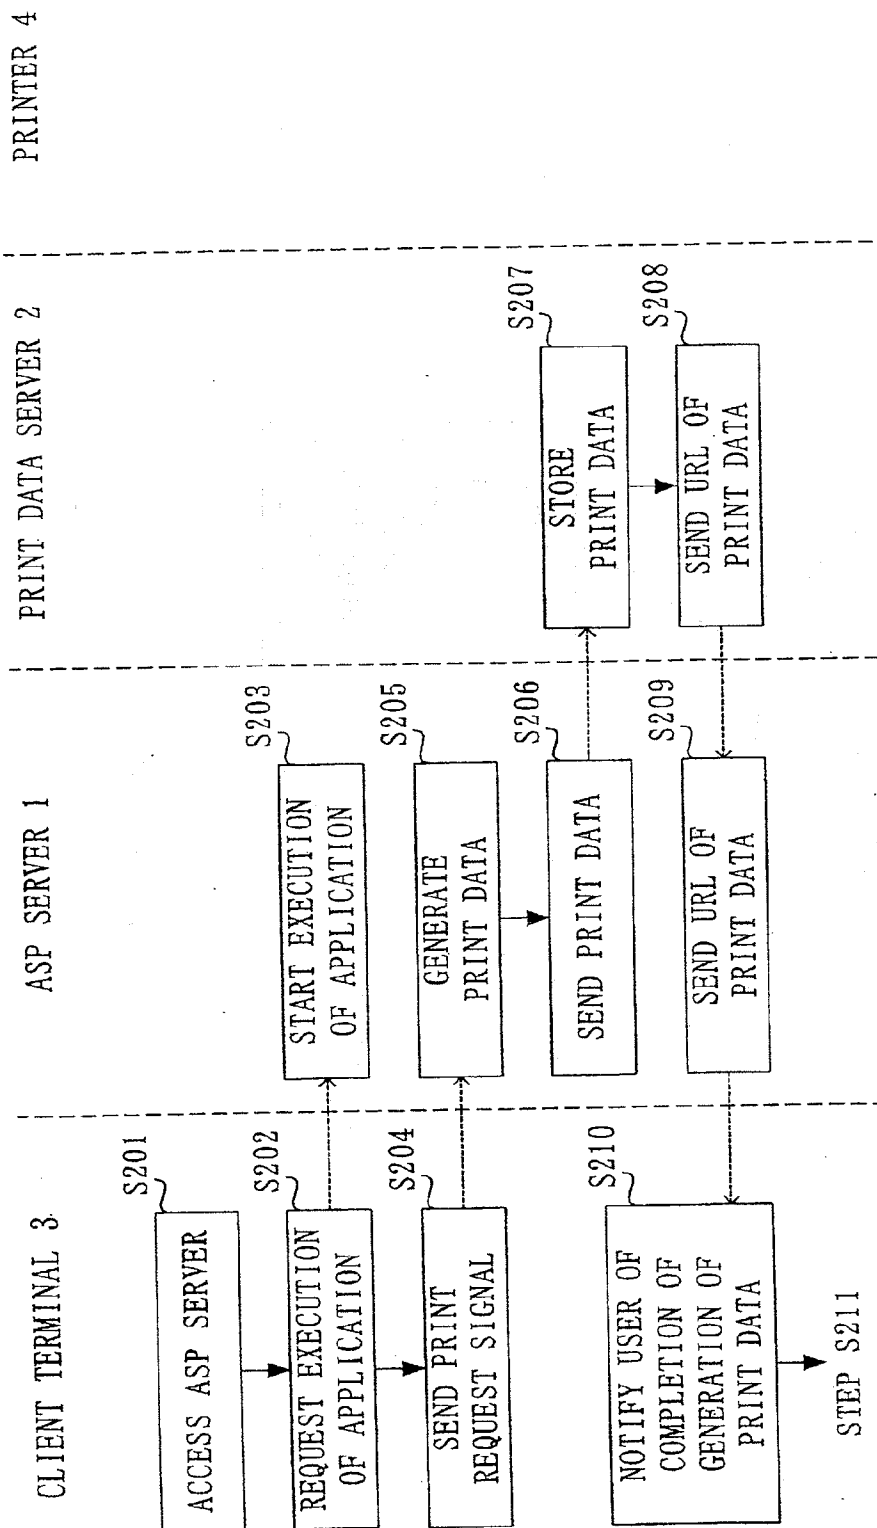 CLIENT TERMINAL 3
ASP SERVER 1
PRINT DATA SERVER 2
PRINTER 4
S201
ACCESS ASP SERVER
S202
REQUEST EXECUTION
OF APPLICATION
S203
START EXECUTION
OF APPLICATION
S204
SEND PRINT
REQUEST SIGNAL
S205
GENERATE
PRINT DATA
S206
SEND PRINT DATA
S207
STORE
PRINT DATA
S208
SEND URL OF
PRINT DATA
S209
SEND URL OF
PRINT DATA
S210
NOTIFY USER OF
COMPLETION OF
GENERATION OF
PRINT DATA
STEP S211